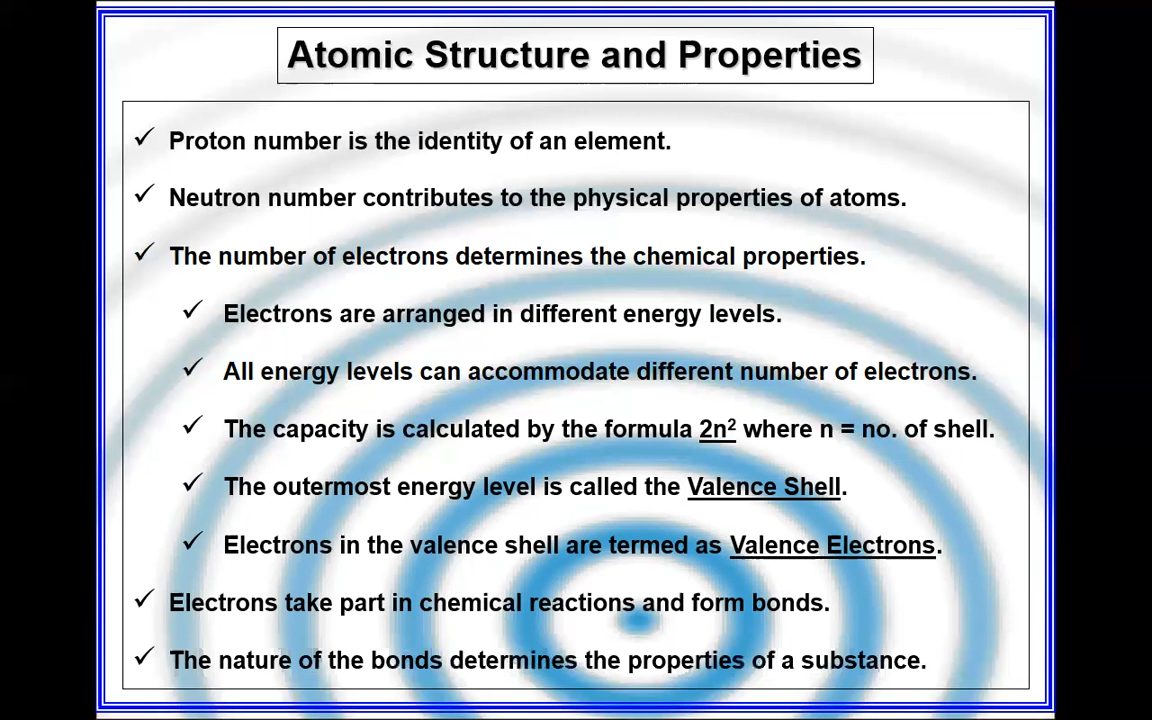 Atomic Structure and Properties
✓ Proton number is the identity of an element.
✓ Neutron number contributes to the physical properties of atoms.
✓ The number of electrons determines the chemical properties.
✓ Electrons are arranged in different energy levels.
✓ All energy levels can accommodate different number of electrons.
✓ The capacity is calculated by the formula 2n² where n = no. of shell.
✓ The outermost energy level is called the Valence Shell.
✓ Electrons in the valence shell are termed as Valence Electrons.
✓ Electrons take part in chemical reactions and form bonds.
✓ The nature of the bonds determines the properties of a substance.